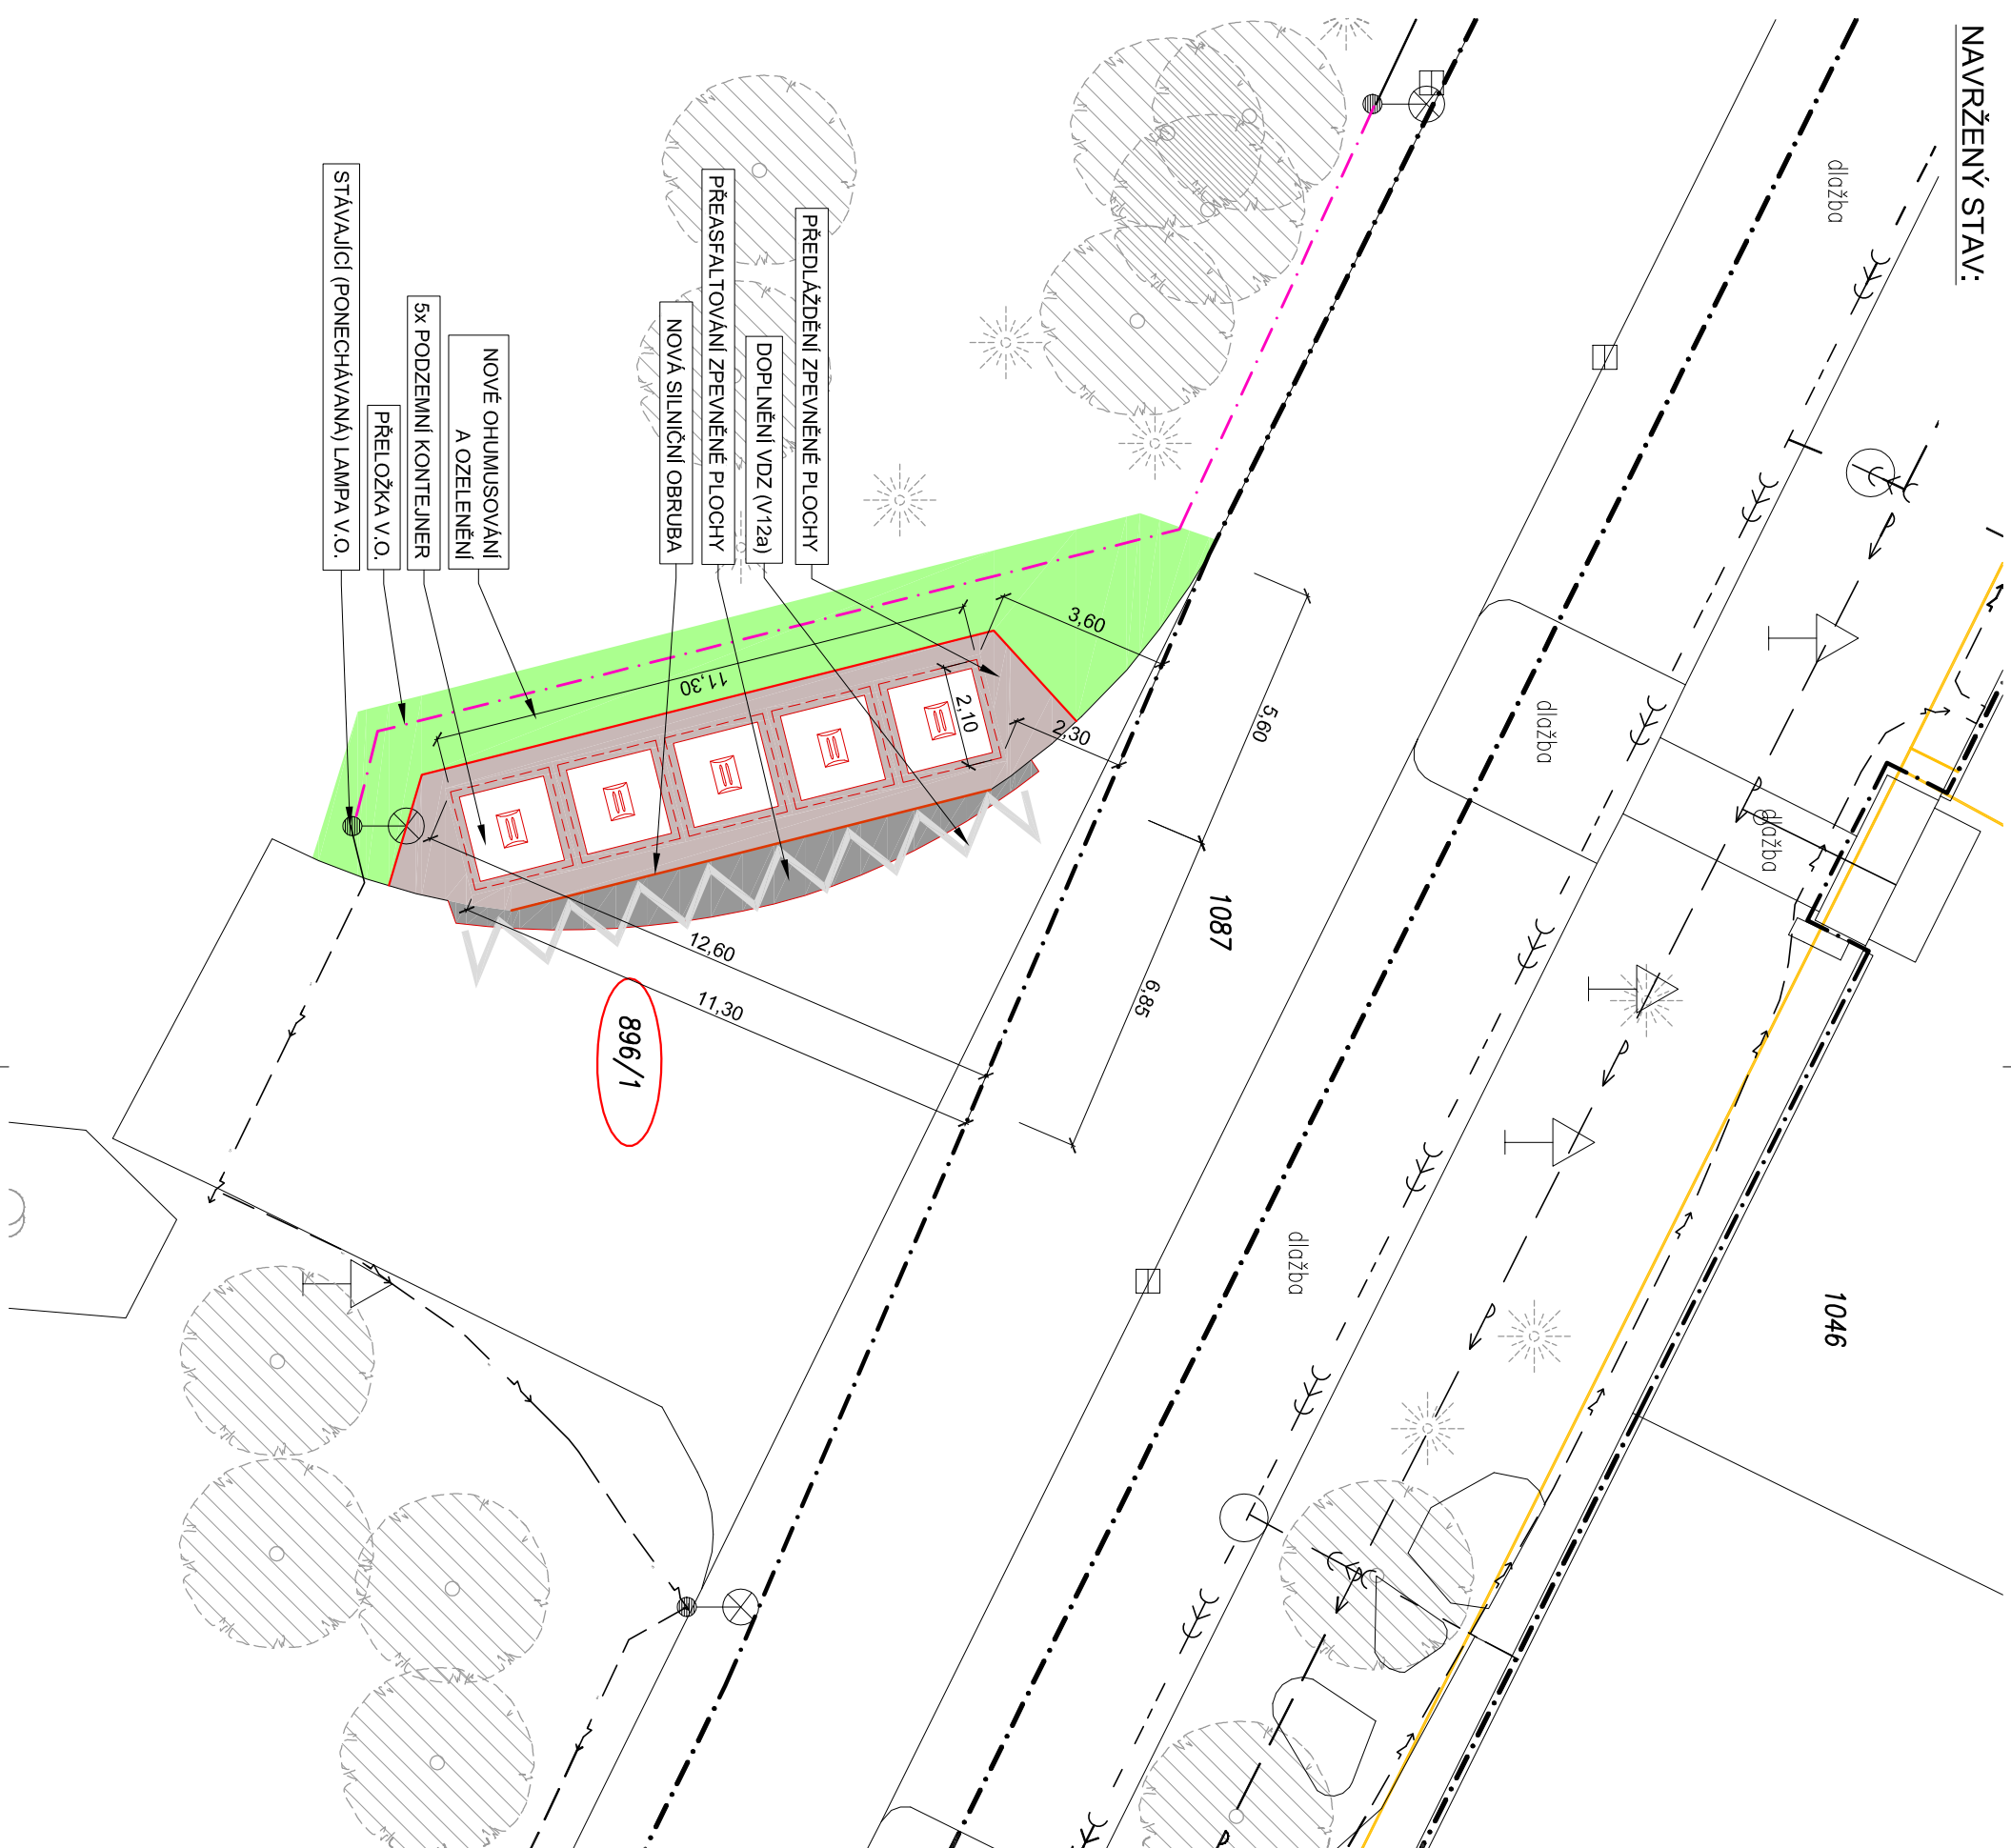 NAVRŽENÝ STAV:
dlažba
dlažba
dlažba
dlažba
1046
1087
896/1
PŘEDLÁŽDĚNÍ ZPEVNĚNÉ PLOCHY
DOPLNĚNÍ VDZ (V12a)
PŘEASFALTOVÁNÍ ZPEVNĚNÉ PLOCHY
NOVÁ SILNIČNÍ OBRUBA
NOVÉ OHUMUSOVÁNÍ
A OZELENĚNÍ
5x PODZEMNÍ KONTEJNER
PŘELOŽKA V.O.
STÁVAJÍCÍ (PONECHÁVANÁ) LAMPA V.O.
3,60
5,60
2,30
2,10
11,30
6,85
12,60
11,30